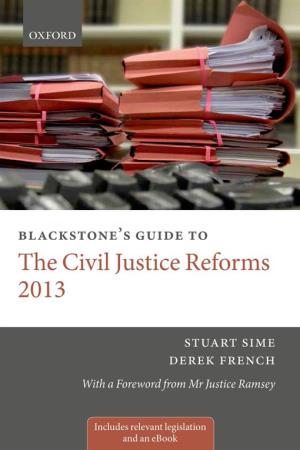 OXFORD
BLACKSTONE'S GUIDE TO
The Civil Justice Reforms
2013
STUART SIME
DEREK FRENCH
With a Foreword from Mr Justice Ramsey
Includes relevant legislation
and an eBook